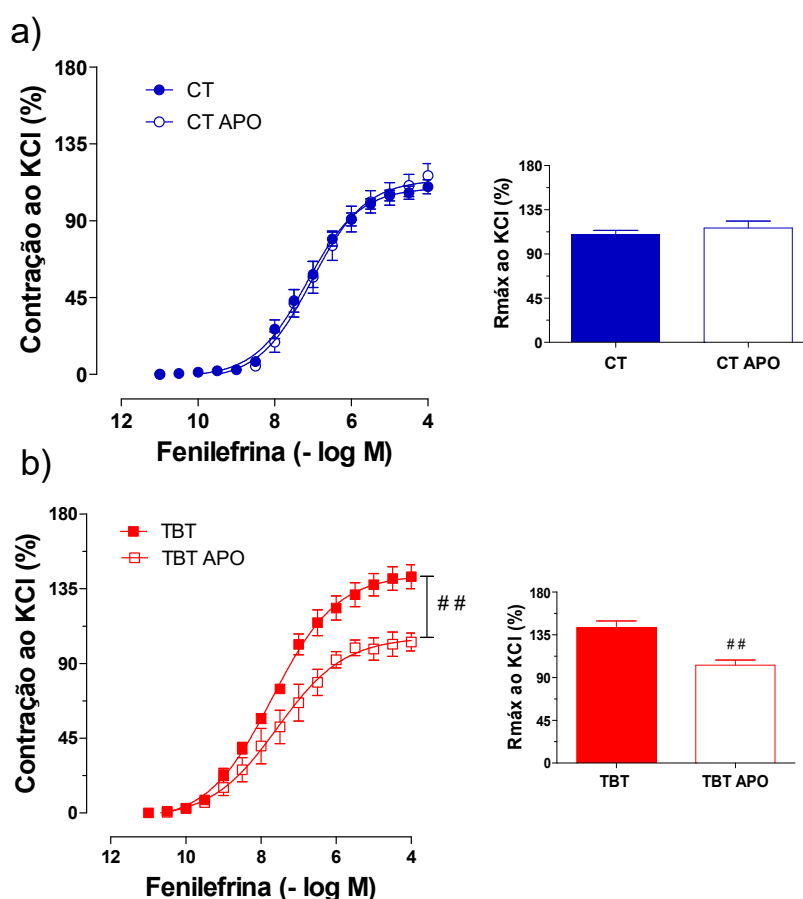 a)
180
135
90
45
0
Contração ao KCl (%)
CT
CT APO
12
10
8
6
4
Fenilefrina (- log M)
180
135
90
45
0
Rmáx ao KCl (%)
CT
CT APO
b)
180
135
90
45
0
Contração ao KCl (%)
TBT
TBT APO
##
12
10
8
6
4
Fenilefrina (- log M)
180
135
90
45
0
Rmáx ao KCl (%)
##
TBT
TBT APO